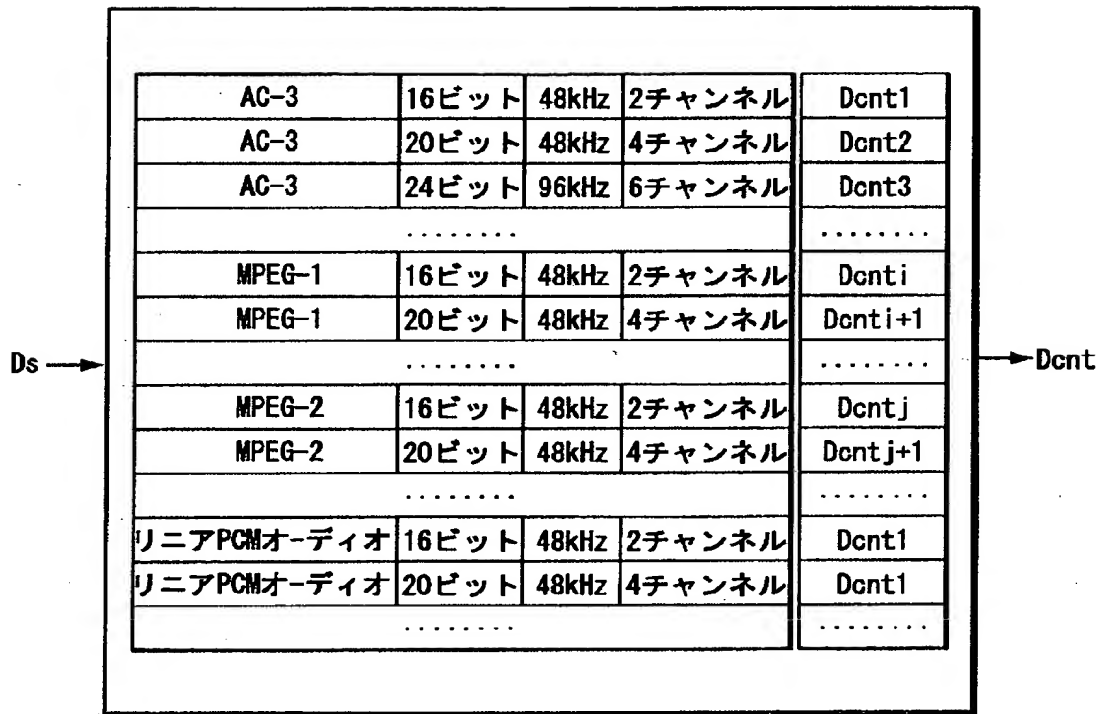 AC-3 16ビット 48kHz 2チャンネル Dcnt1
AC-3 20ビット 48kHz 4チャンネル Dcnt2
AC-3 24ビット 96kHz 6チャンネル Dcnt3
........ ........
MPEG-1 16ビット 48kHz 2チャンネル Dcnti
MPEG-1 20ビット 48kHz 4チャンネル Dcnti+1
Ds ........ ........ Dcnt
MPEG-2 16ビット 48kHz 2チャンネル Dcntj
MPEG-2 20ビット 48kHz 4チャンネル Dcntj+1
........ ........
リニアPCMオ-ディオ 16ビット 48kHz 2チャンネル Dcnt1
リニアPCMオ-ディオ 20ビット 48kHz 4チャンネル Dcnt1
........ ........